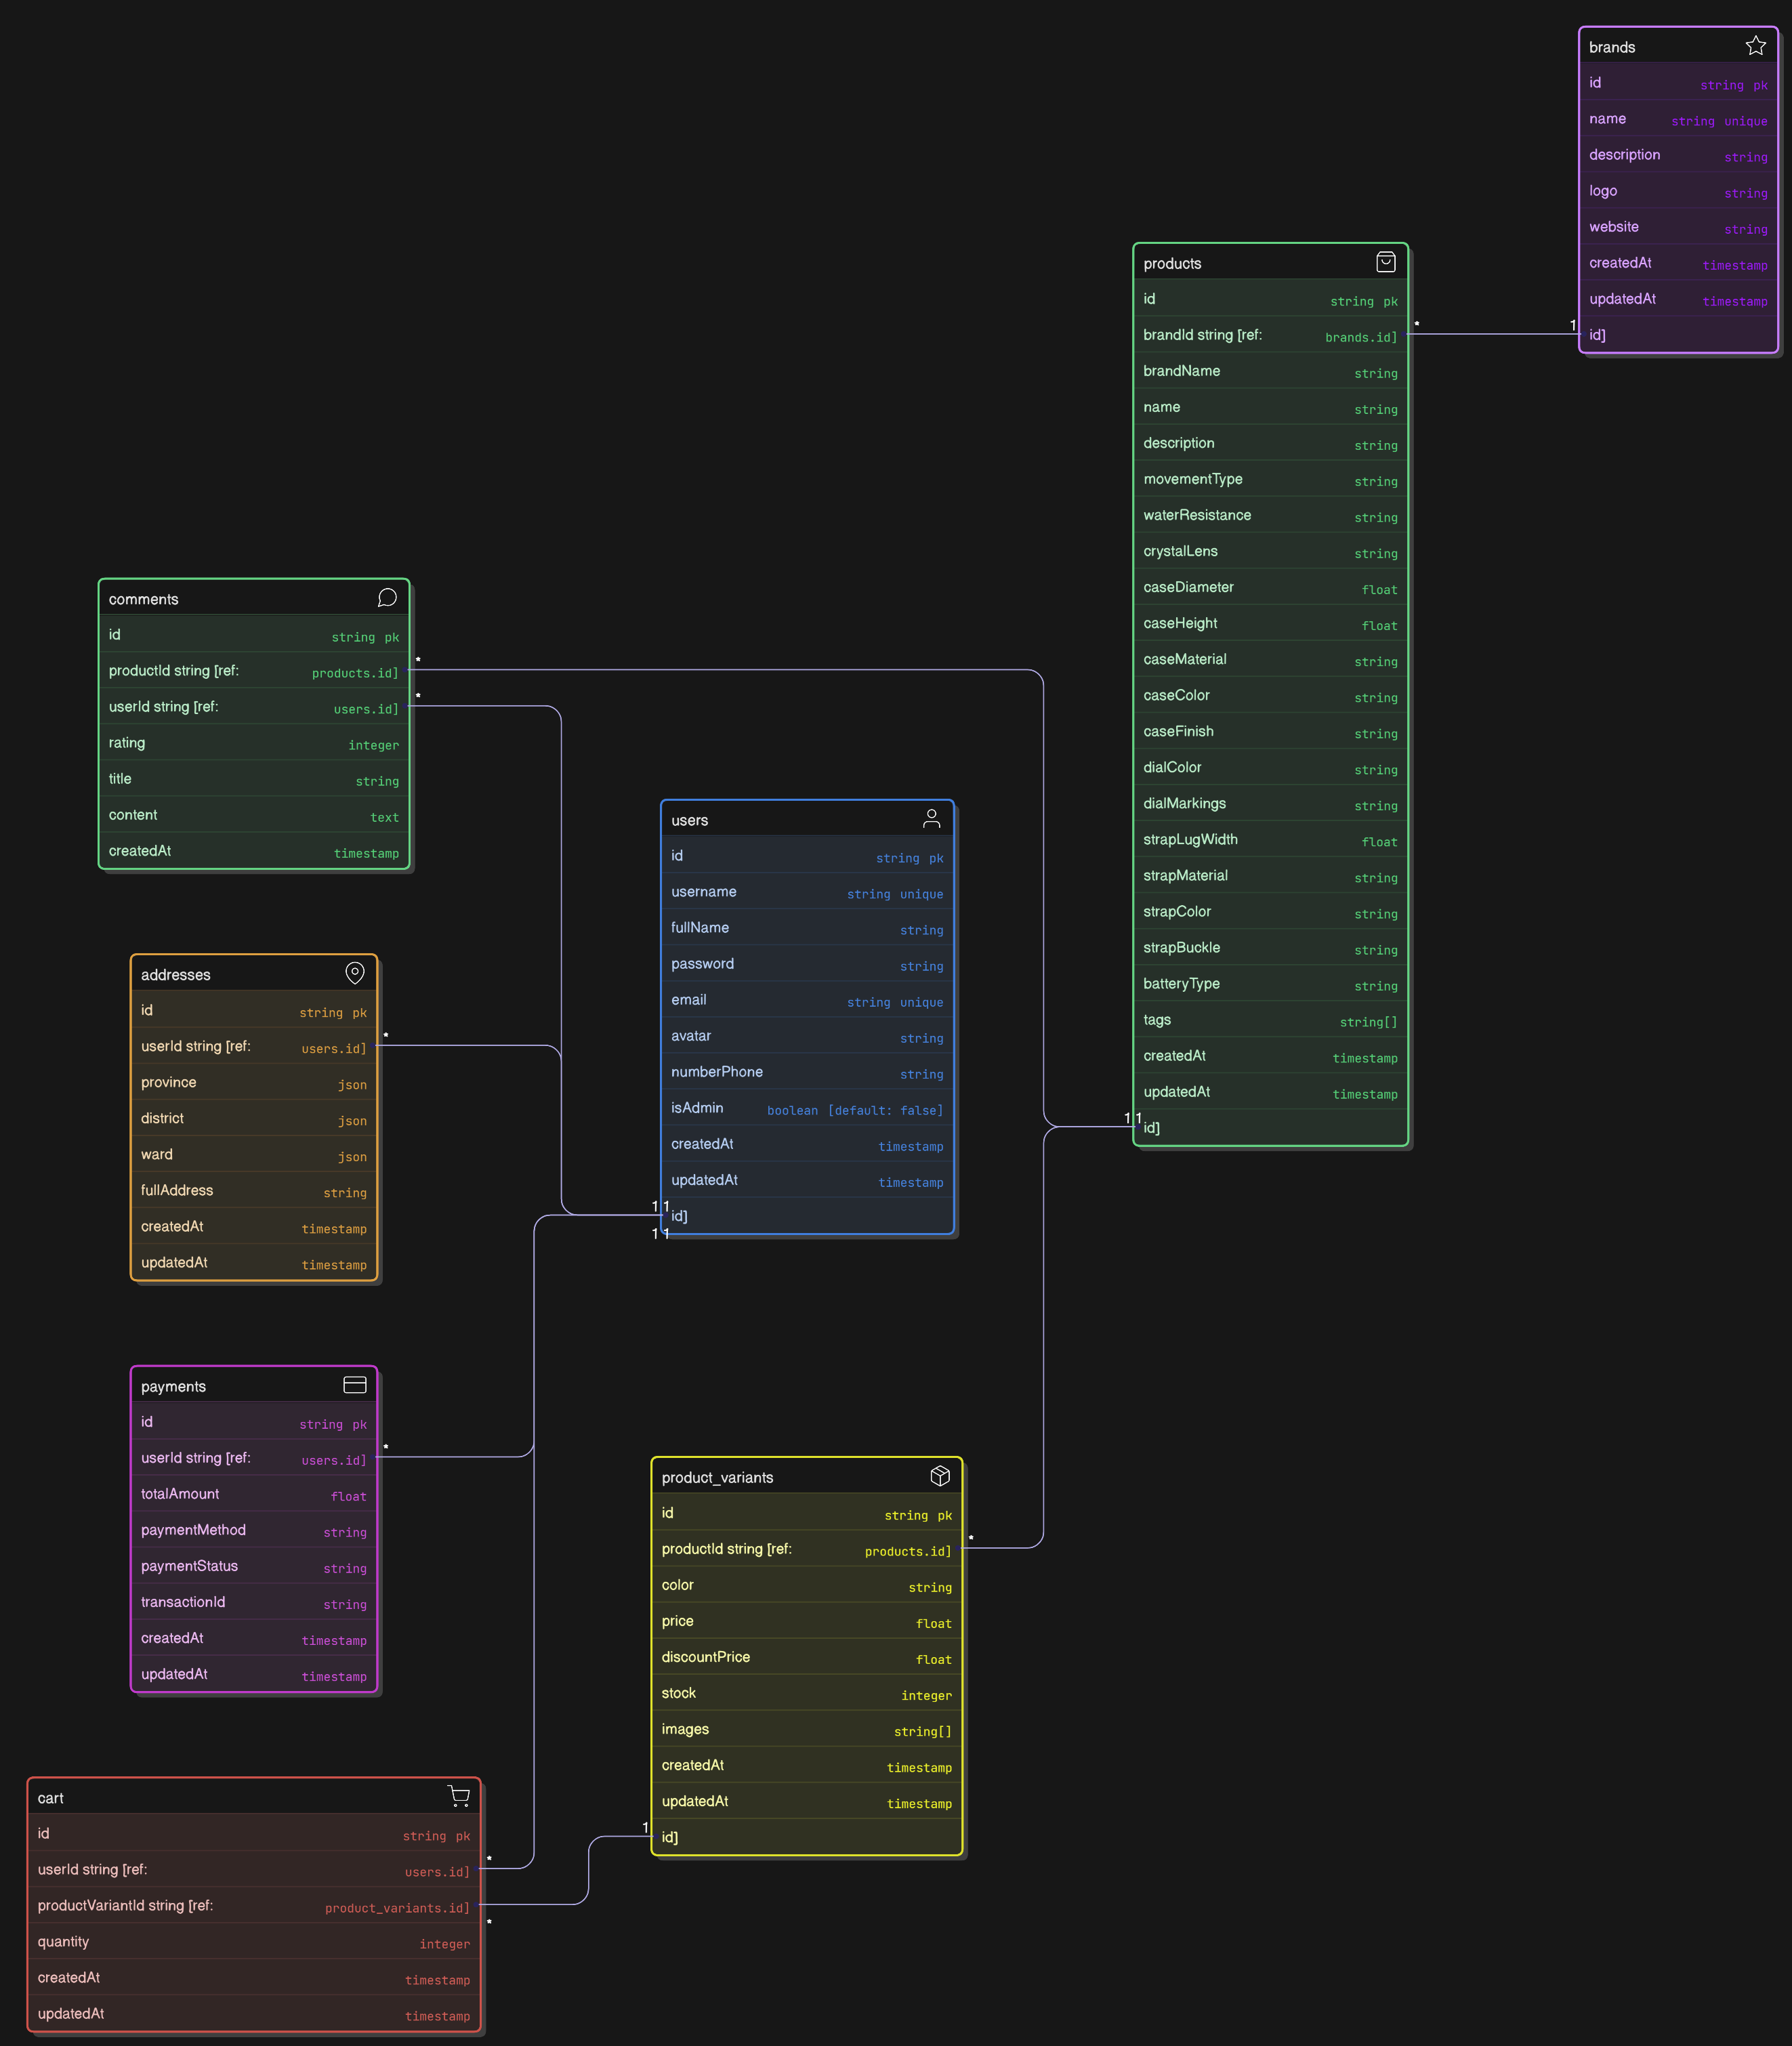 brands
id string pk
name string unique
description string
logo string
website string
createdAt timestamp
updatedAt timestamp
1 id]
products
id string pk
brandId string [ref: brands.id] *
brandName string
name string
description string
movementType string
waterResistance string
crystalLens string
caseDiameter float
caseHeight float
caseMaterial string
caseColor string
caseFinish string
dialColor string
dialMarkings string
strapLugWidth float
strapMaterial string
strapColor string
strapBuckle string
batteryType string
tags string[]
createdAt timestamp
updatedAt timestamp
1 1 id]
comments
id string pk
productId string [ref: products.id] *
userId string [ref: users.id] *
rating integer
title string
content text
createdAt timestamp
users
id string pk
username string unique
fullName string
password string
email string unique
avatar string
numberPhone string
isAdmin boolean [default: false]
createdAt timestamp
updatedAt timestamp
1 1 id]
1 1
addresses
id string pk
userId string [ref: users.id] *
province json
district json
ward json
fullAddress string
createdAt timestamp
updatedAt timestamp
payments
id string pk
userId string [ref: users.id] *
totalAmount float
paymentMethod string
paymentStatus string
transactionId string
createdAt timestamp
updatedAt timestamp
product_variants
id string pk
productId string [ref: products.id] *
color string
price float
discountPrice float
stock integer
images string[]
createdAt timestamp
updatedAt timestamp
1 id]
cart
id string pk
userId string [ref: users.id] *
productVariantId string [ref: product_variants.id] *
quantity integer
createdAt timestamp
updatedAt timestamp